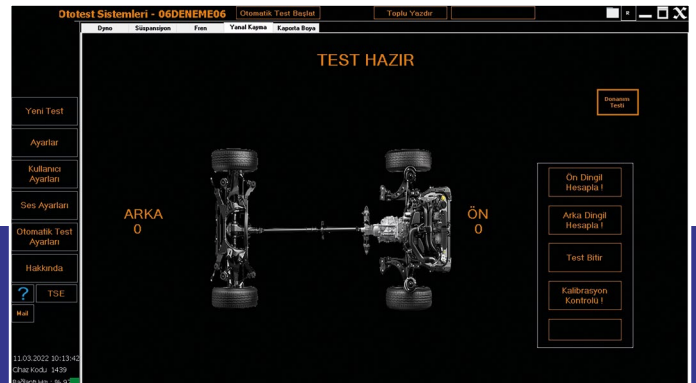 Ototest Sistemleri - 06DENEME06
Otomatik Test Başlat
Toplu Yazdır
R
Dyno
Süspansiyon
Fren
Yanal Kayma
Kaporta Boya
TEST HAZIR
Donanım
Testi
Yeni Test
Ayarlar
Kullanıcı
Ayarları
Ses Ayarları
Otomatik Test
Ayarları
Hakkında
?
TSE
Mail
ARKA
0
ÖN
0
Ön Dingil
Hesapla !
Arka Dingil
Hesapla !
Test Bitir
Kalibrasyon
Kontrolü !
11.03.2022 10:13:42
Cihaz Kodu 1439